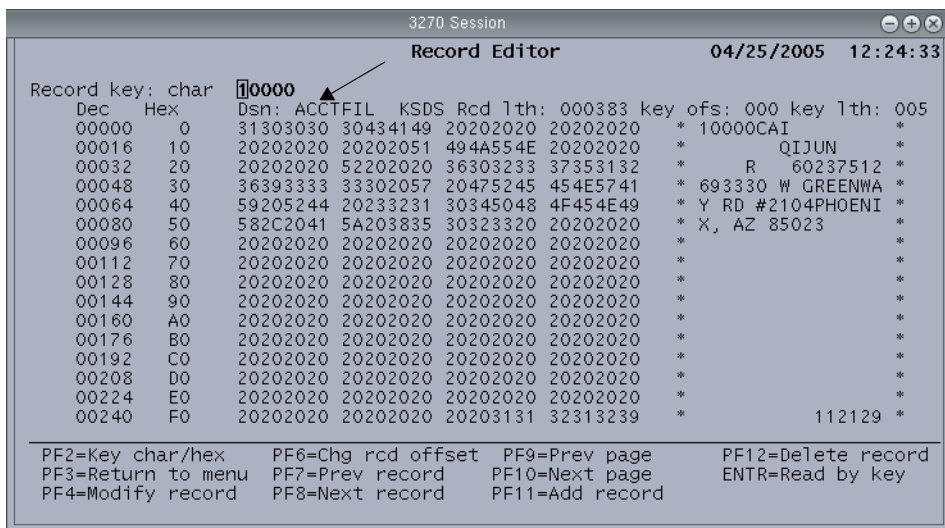 3270 Session
Record Editor 04/25/2005 12:24:33
Record key: char 10000
Dec Hex Dsn: ACCTFIL KSDS Rcd lth: 000383 key ofs: 000 key lth: 005
00000 0 31303030 30434149 20202020 20202020 * 10000CAI *
00016 10 20202020 20202051 494A554E 20202020 * QIJUN *
00032 20 20202020 52202020 36303233 37353132 * R 60237512 *
00048 30 36393333 33302057 20475245 454E5741 * 693330 W GREENWA *
00064 40 59205244 20233231 30345048 4F454E49 * Y RD #2104PHOENI *
00080 50 582C2041 5A203835 30323320 20202020 * X, AZ 85023 *
00096 60 20202020 20202020 20202020 20202020 * *
00112 70 20202020 20202020 20202020 20202020 * *
00128 80 20202020 20202020 20202020 20202020 * *
00144 90 20202020 20202020 20202020 20202020 * *
00160 A0 20202020 20202020 20202020 20202020 * *
00176 B0 20202020 20202020 20202020 20202020 * *
00192 C0 20202020 20202020 20202020 20202020 * *
00208 D0 20202020 20202020 20202020 20202020 * *
00224 E0 20202020 20202020 20202020 20202020 * *
00240 F0 20202020 20202020 20203131 32313239 * 112129 *
PF2=Key char/hex PF6=Chg rcd offset PF9=Prev page PF12=Delete record
PF3=Return to menu PF7=Prev record PF10=Next page ENTR=Read by key
PF4=Modify record PF8=Next record PF11=Add record